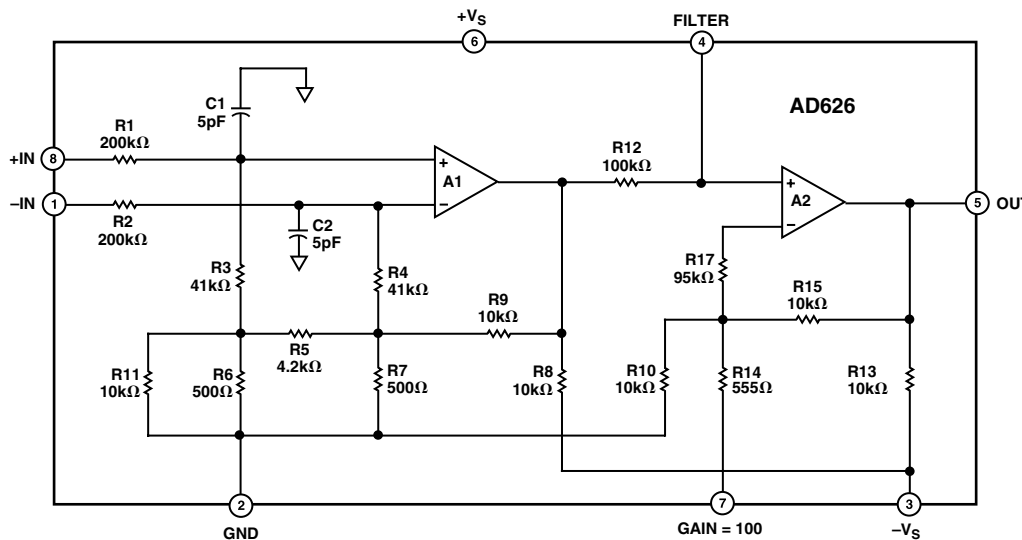 +VS
6
FILTER
4
AD626
C1
5pF
R1
200kΩ
+IN
8
+
A1
−
R12
100kΩ
+
A2
−
−IN
1
R2
200kΩ
C2
5pF
5
OUT
R3
41kΩ
R4
41kΩ
R17
95kΩ
R9
10kΩ
R15
10kΩ
R5
4.2kΩ
R11
10kΩ
R6
500Ω
R7
500Ω
R8
10kΩ
R10
10kΩ
R14
555Ω
R13
10kΩ
2
GND
7
GAIN = 100
3
−VS